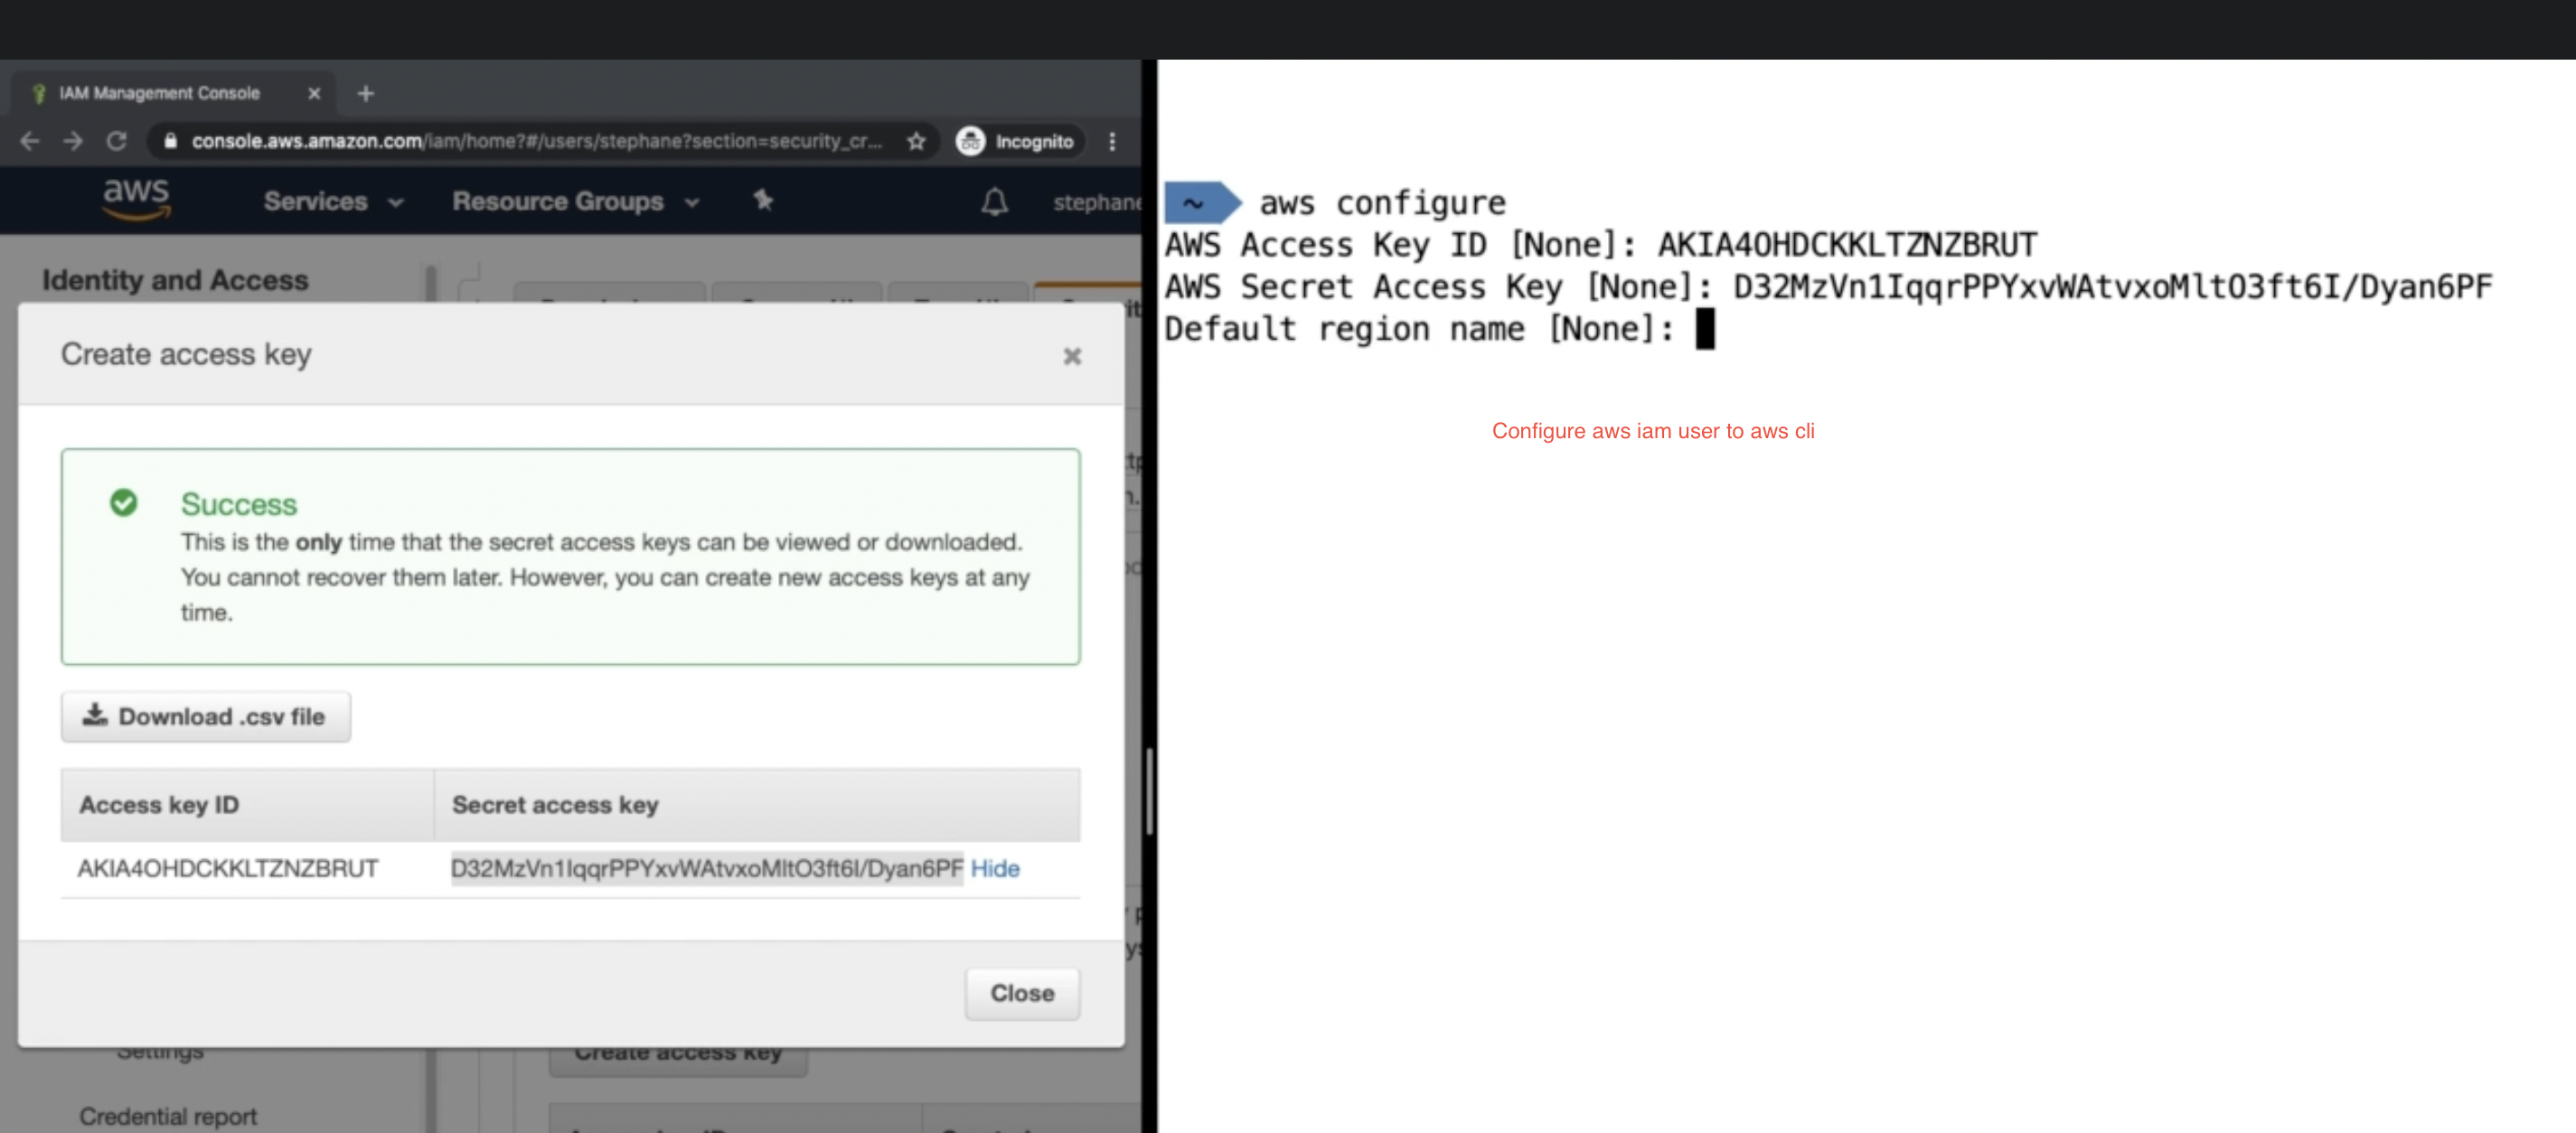 IAM Management Console
console.aws.amazon.com/iam/home?#/users/stephane?section=security_cr...
Incognito
aws
Services
Resource Groups
stephane
Identity and Access
Create access key
Success
This is the only time that the secret access keys can be viewed or downloaded.
You cannot recover them later. However, you can create new access keys at any
time.
Download .csv file
Access key ID
Secret access key
AKIA4OHDCKKLTZNZBRUT
D32MzVn1IqqrPPYxvWAtvxoMltO3ft6I/Dyan6PF Hide
Close
Settings
Create access key
Credential report
~ aws configure
AWS Access Key ID [None]: AKIA4OHDCKKLTZNZBRUT
AWS Secret Access Key [None]: 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
Default region name [None]:
Configure aws iam user to aws cli